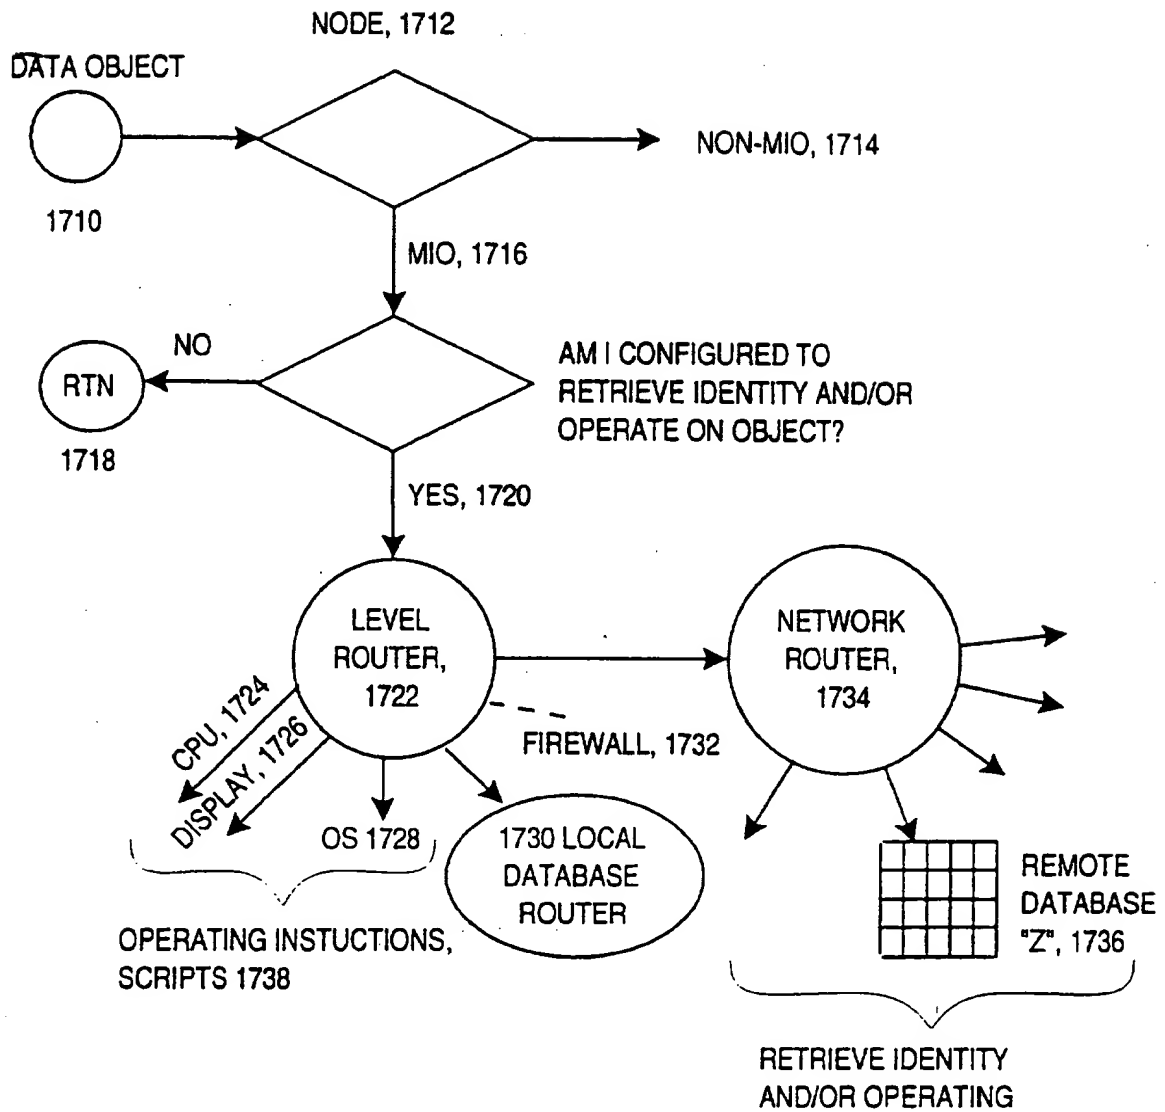 NODE, 1712
DATA OBJECT
NON-MIO, 1714
1710
MIO, 1716
NO
AM I CONFIGURED TO
RETRIEVE IDENTITY AND/OR
OPERATE ON OBJECT?
RTN
1718
YES, 1720
LEVEL
ROUTER,
1722
NETWORK
ROUTER,
1734
CPU, 1724
DISPLAY, 1726
FIREWALL, 1732
OS 1728
1730 LOCAL
DATABASE
ROUTER
REMOTE
DATABASE
"Z", 1736
OPERATING INSTUCTIONS,
SCRIPTS 1738
RETRIEVE IDENTITY
AND/OR OPERATING